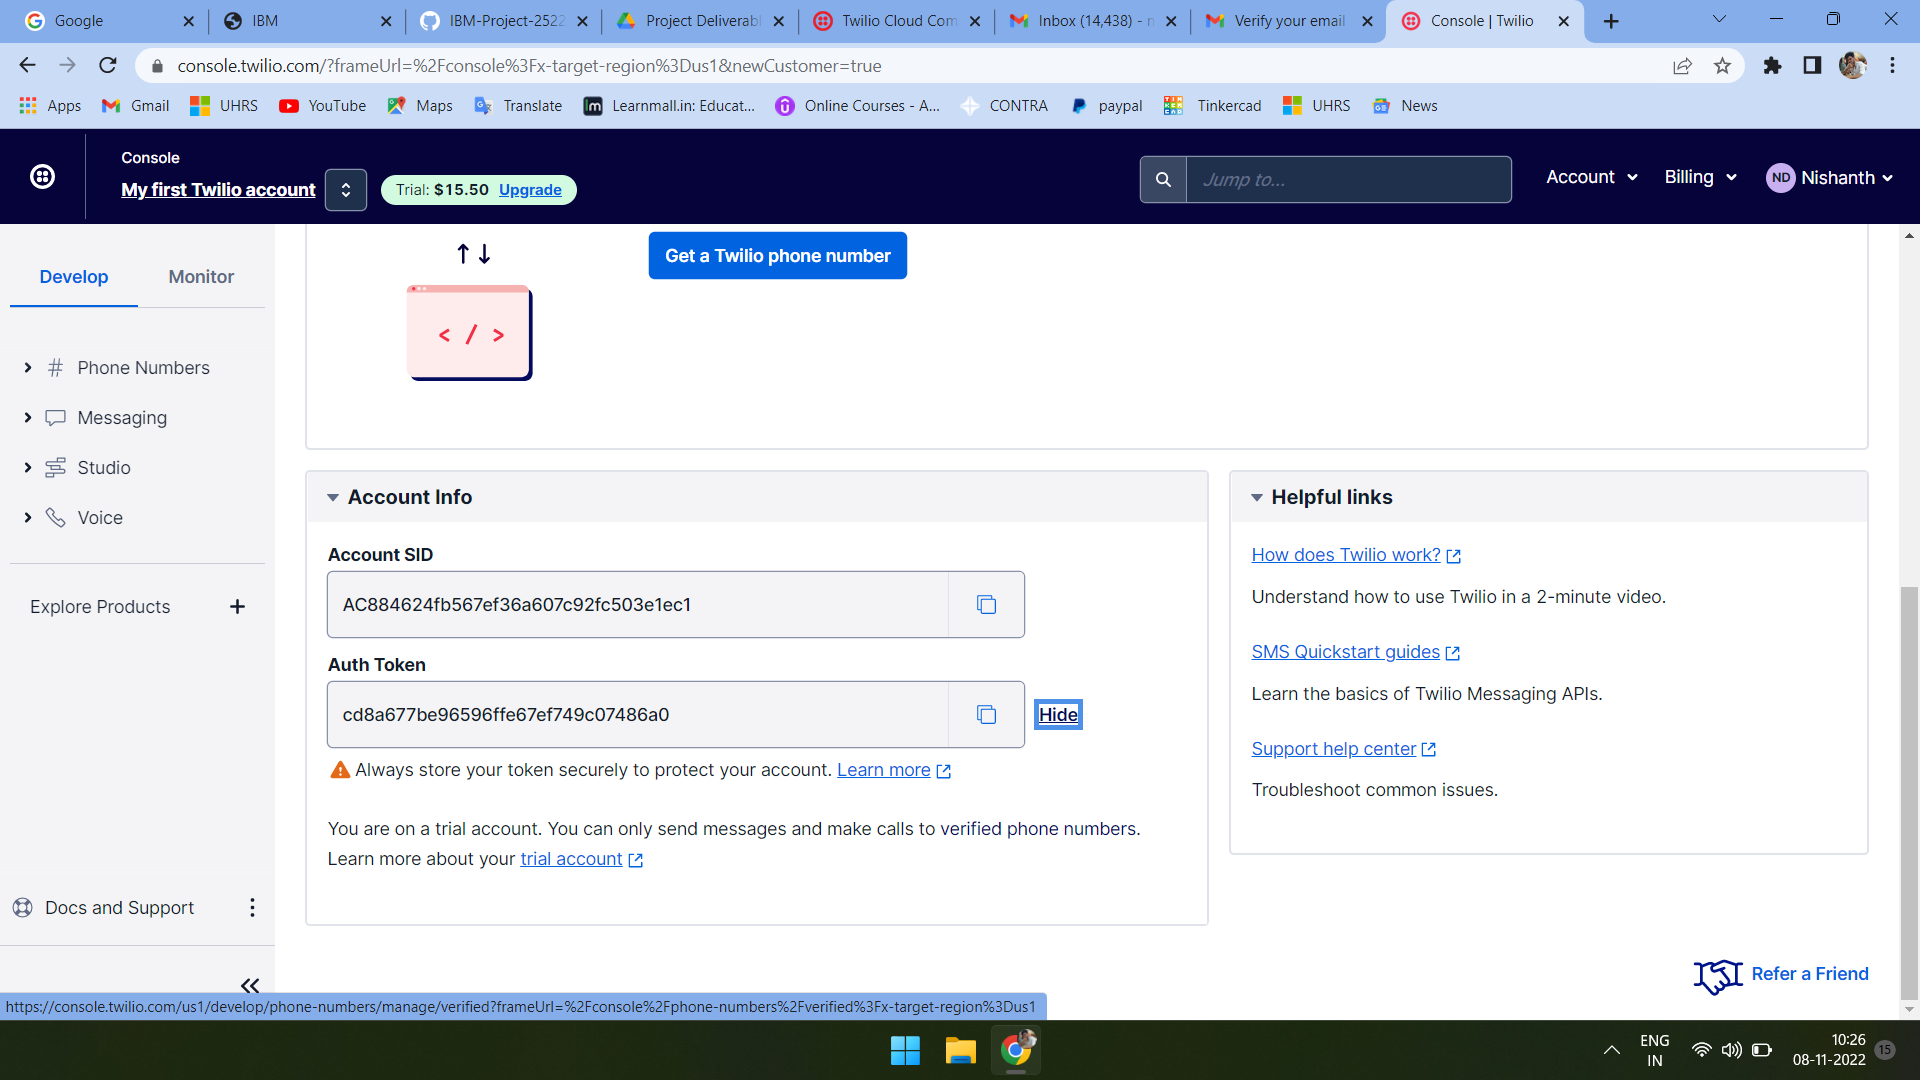 Google
IBM
IBM-Project-2522
Project Deliverabl
Twilio Cloud Com
Inbox (14,438) - n
Verify your email
Console | Twilio
console.twilio.com/?frameUrl=%2Fconsole%3Fx-target-region%3Dus1&newCustomer=true
Apps
Gmail
UHRS
YouTube
Maps
Translate
Learnmall.in: Educat...
Online Courses - A...
CONTRA
paypal
Tinkercad
UHRS
News
Console
My first Twilio account
Trial: $15.50 Upgrade
Jump to...
Account
Billing
ND Nishanth
Develop
Monitor
Phone Numbers
Messaging
Studio
Voice
Explore Products
Docs and Support
Get a Twilio phone number
< / >
Account Info
Account SID
AC884624fb567ef36a607c92fc503e1ec1
Auth Token
cd8a677be96596ffe67ef749c07486a0
Hide
Always store your token securely to protect your account. Learn more
You are on a trial account. You can only send messages and make calls to verified phone numbers.
Learn more about your trial account
Helpful links
How does Twilio work?
Understand how to use Twilio in a 2-minute video.
SMS Quickstart guides
Learn the basics of Twilio Messaging APIs.
Support help center
Troubleshoot common issues.
Refer a Friend
https://console.twilio.com/us1/develop/phone-numbers/manage/verified?frameUrl=%2Fconsole%2Fphone-numbers%2Fverified%3Fx-target-region%3Dus1
ENG
IN
10:26
08-11-2022
15